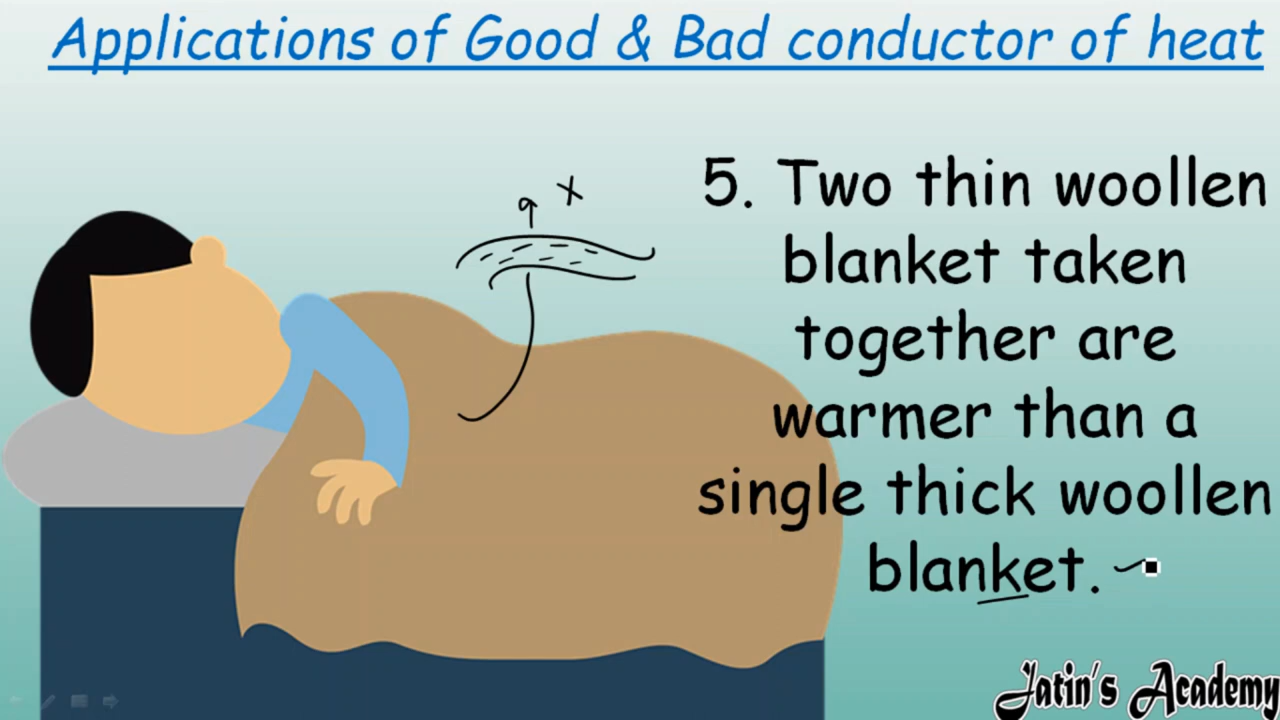 Applications of Good & Bad conductor of heat
x
5. Two thin woollen
blanket taken
together are
warmer than a
single thick woollen
blanket.
Jatin's Academy